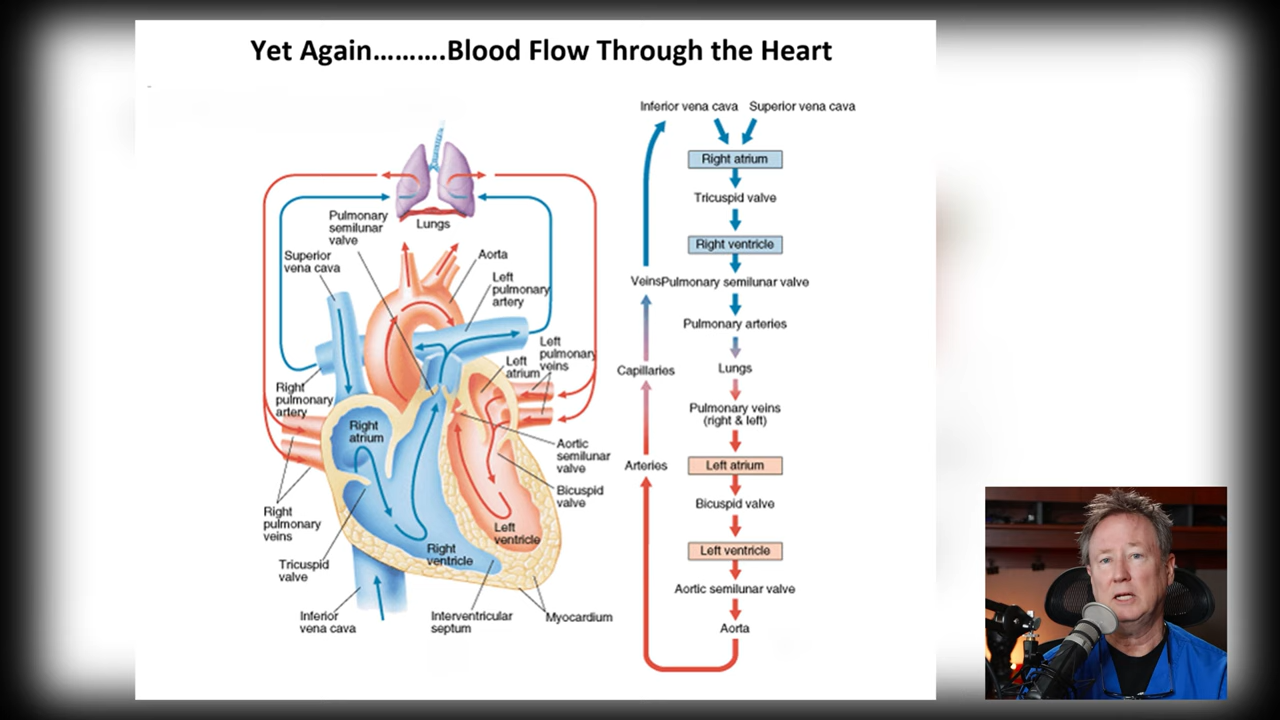 Yet Again……….Blood Flow Through the Heart
Lungs
Pulmonary
semilunar
valve
Superior
vena cava
Aorta
Left
pulmonary
artery
Left
pulmonary
veins
Left
atrium
Right
pulmonary
artery
Right
atrium
Aortic
semilunar
valve
Bicuspid
valve
Left
ventricle
Right
pulmonary
veins
Right
ventricle
Tricuspid
valve
Inferior
vena cava
Interventricular
septum
Myocardium
Inferior vena cava
Superior vena cava
Right atrium
Tricuspid valve
Right ventricle
Veins
Pulmonary semilunar valve
Pulmonary arteries
Capillaries
Lungs
Pulmonary veins
(right & left)
Arteries
Left atrium
Bicuspid valve
Left ventricle
Aortic semilunar valve
Aorta